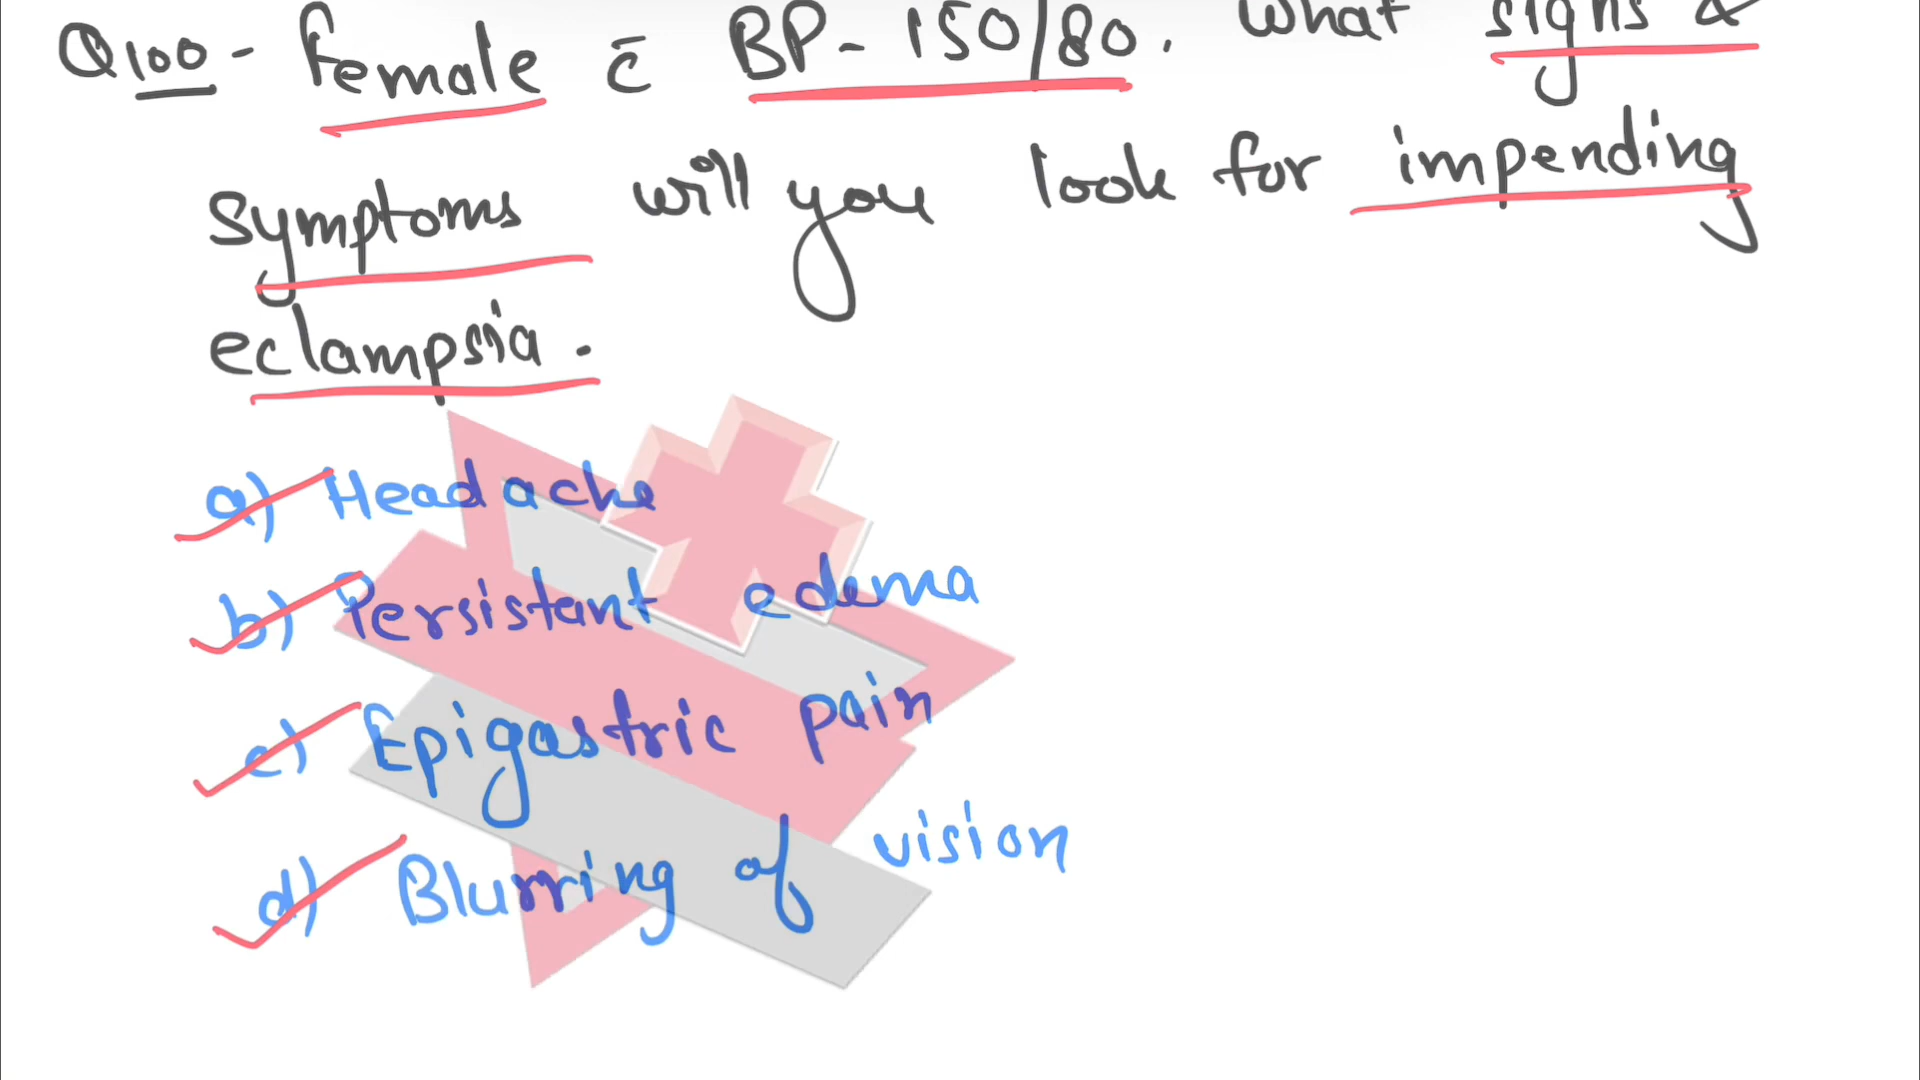 Q100 - Female c̄ BP- 150/80. What signs &
symptoms will you look for impending
eclampsia.
a) Headache
b) Persistant edema
c) Epigastric pain
d) Blurring of vision